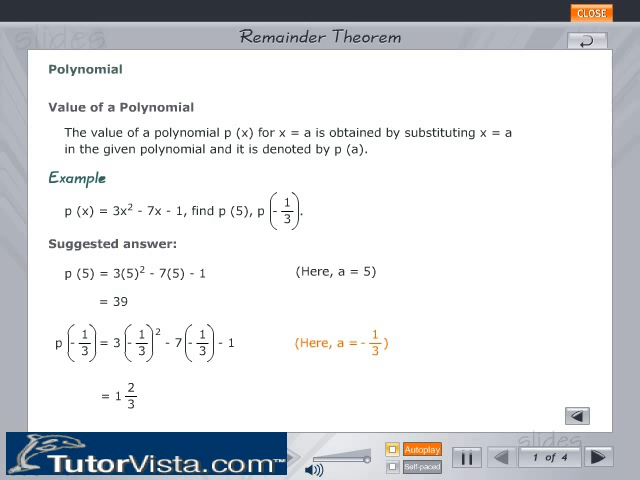 CLOSE
slides
Remainder Theorem
Polynomial
Value of a Polynomial
The value of a polynomial p (x) for x = a is obtained by substituting x = a
in the given polynomial and it is denoted by p (a).
Example
p (x) = 3x² - 7x - 1, find p (5), p (- 1/3).
Suggested answer:
p (5) = 3(5)² - 7(5) - 1 (Here, a = 5)
= 39
p (- 1/3) = 3 (- 1/3)² - 7 (- 1/3) - 1 (Here, a = - 1/3)
= 1 2/3
slides
TutorVista.com™
Autoplay
Self-paced
1 of 4